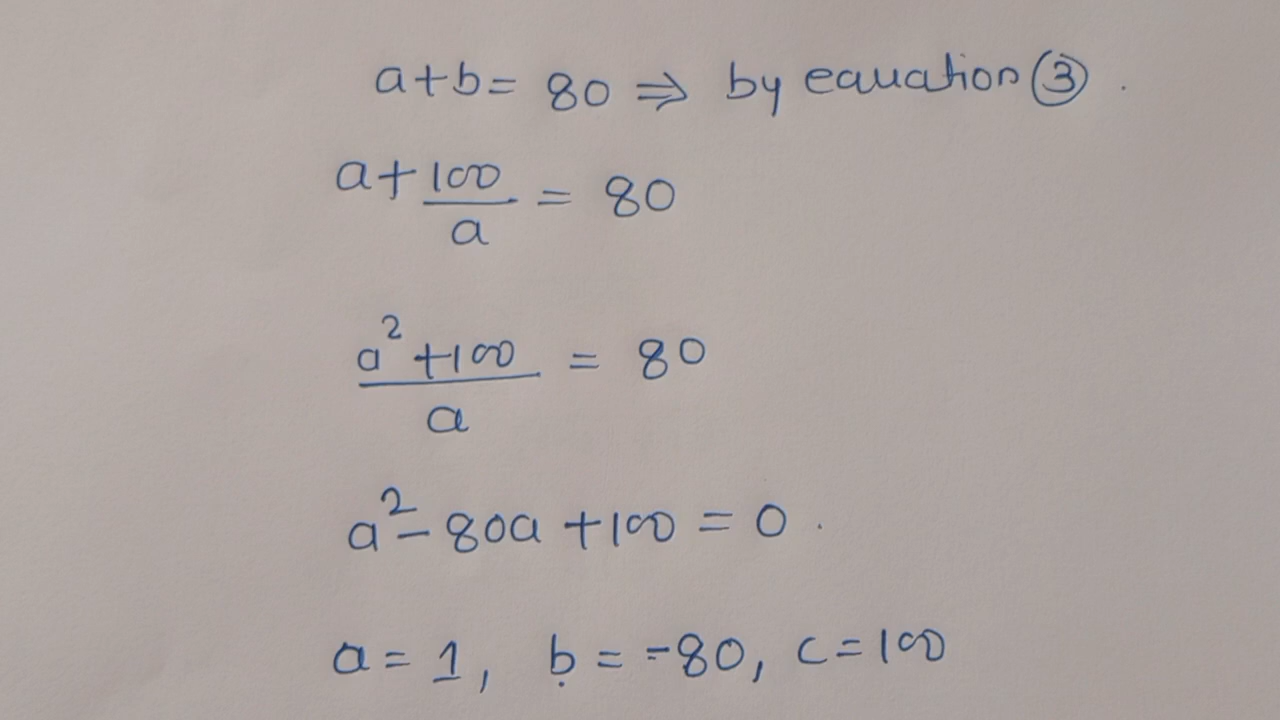 a+b= 80 ⇒ by eauation ③ .
a+100/a = 80
a²+100/a = 80
a²-80a+100=0 .
a=1, b=-80, c=100